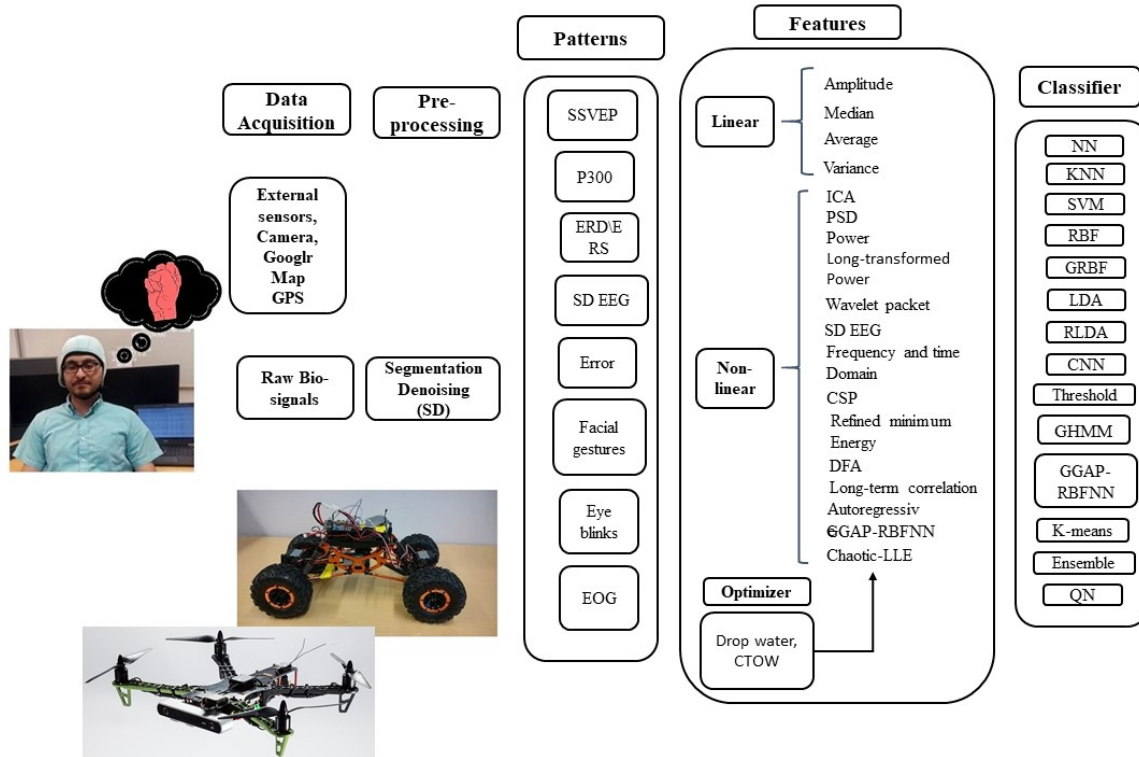 Data
Acquisition
External
sensors,
Camera,
Googlr
Map
GPS
Raw Bio-
signals
Pre-
processing
Segmentation
Denoising
(SD)
Patterns
SSVEP
P300
ERD\E
RS
SD EEG
Error
Facial
gestures
Eye
blinks
EOG
Features
Linear
Amplitude
Median
Average
Variance
Non-
linear
ICA
PSD
Power
Long-transformed
Power
Wavelet packet
SD EEG
Frequency and time
Domain
CSP
Refined minimum
Energy
DFA
Long-term correlation
Autoregressiv
e
GGAP-RBFNN
Chaotic-LLE
Optimizer
Drop water,
CTOW
Classifier
NN
KNN
SVM
RBF
GRBF
LDA
RLDA
CNN
Threshold
GHMM
GGAP-
RBFNN
K-means
Ensemble
QN